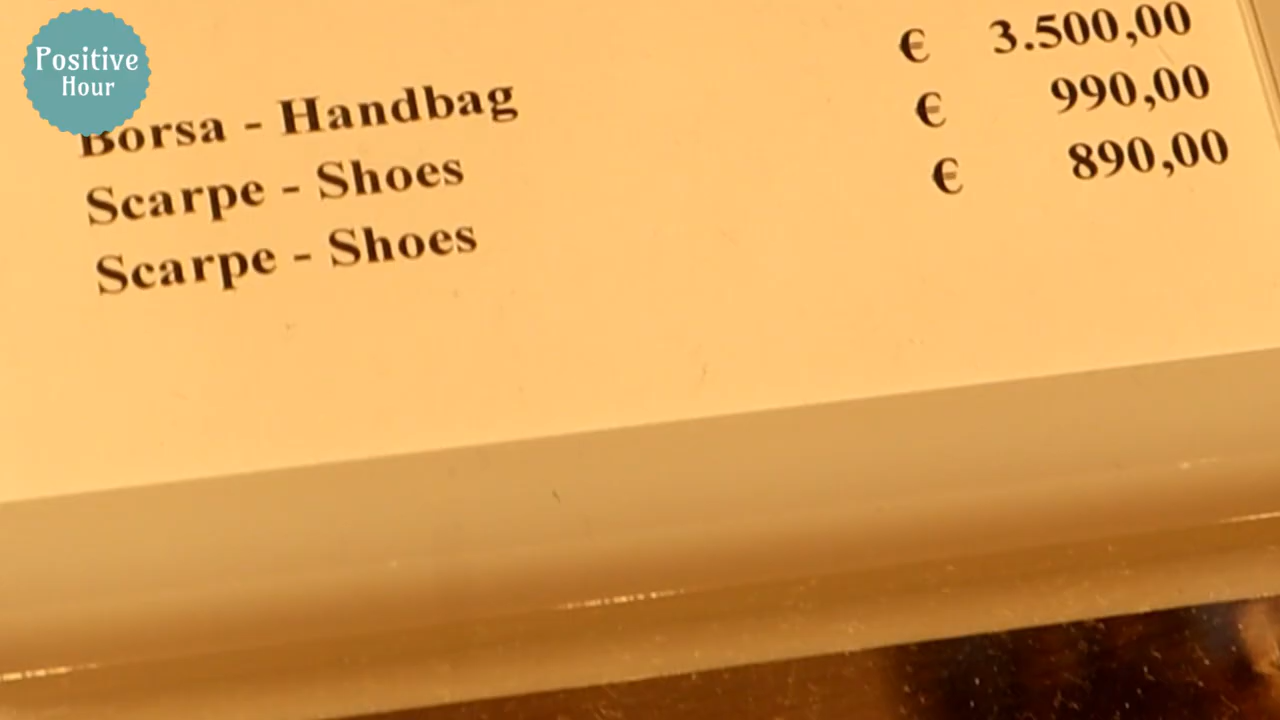 Positive
Hour
Borsa - Handbag € 3.500,00
Scarpe - Shoes € 990,00
Scarpe - Shoes € 890,00